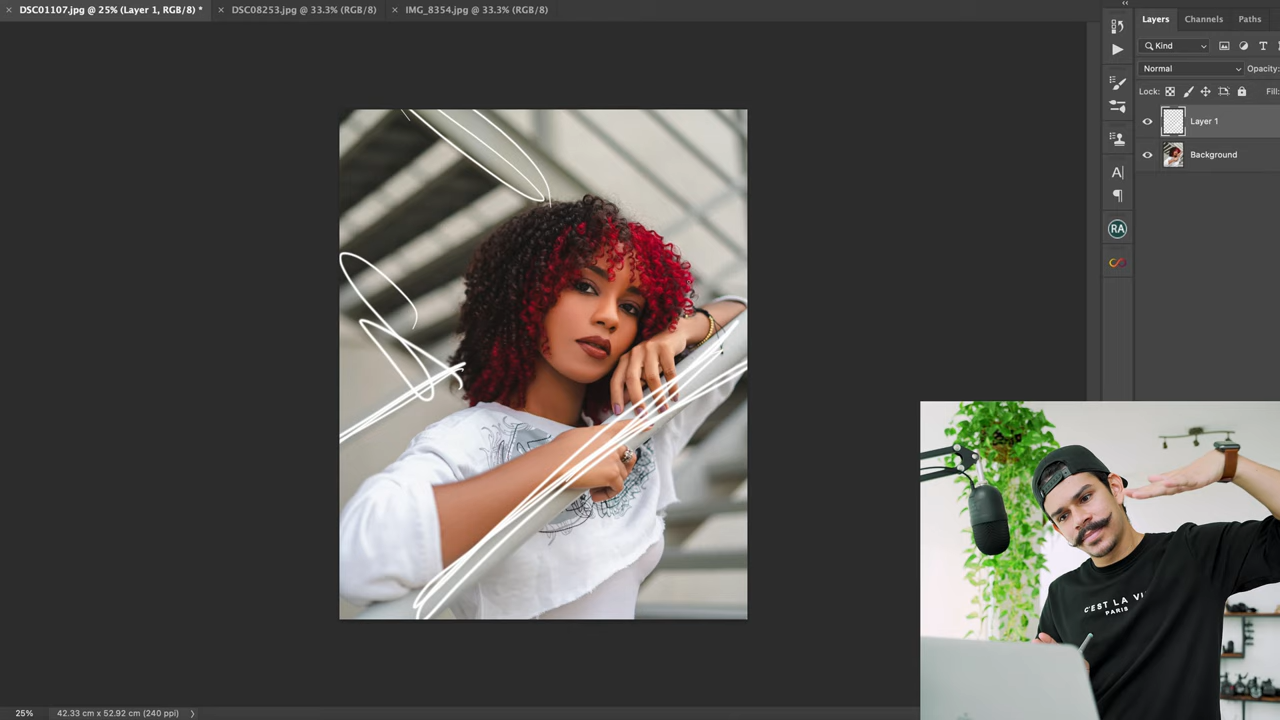 DSC01107.jpg @ 25% (Layer 1, RGB/8) *
DSC08253.jpg @ 33.3% (RGB/8)
IMG_8354.jpg @ 33.3% (RGB/8)
Layers
Channels
Paths
Kind
Normal
Opacity:
Lock:
Fill:
Layer 1
Background
RA
C'EST LA VI
PARIS
25%
42.33 cm x 52.92 cm (240 ppi)